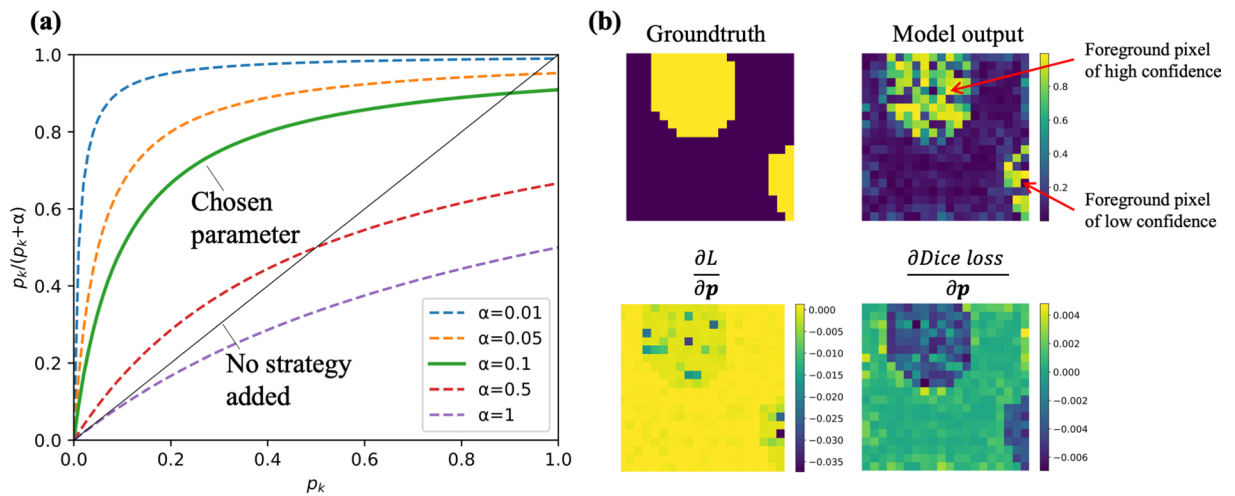 (a)
1.0
0.8
0.6
0.4
0.2
0.0
p_k/(p_k+α)
0.0 0.2 0.4 0.6 0.8 1.0
p_k
Chosen
parameter
No strategy
added
α=0.01
α=0.05
α=0.1
α=0.5
α=1
(b)
Groundtruth
Model output
0.8
0.6
0.4
0.2
Foreground pixel
of high confidence
Foreground pixel
of low confidence
∂L
∂p
0.000
−0.005
−0.010
−0.015
−0.020
−0.025
−0.030
−0.035
∂Dice loss
∂p
0.004
0.002
0.000
−0.002
−0.004
−0.006